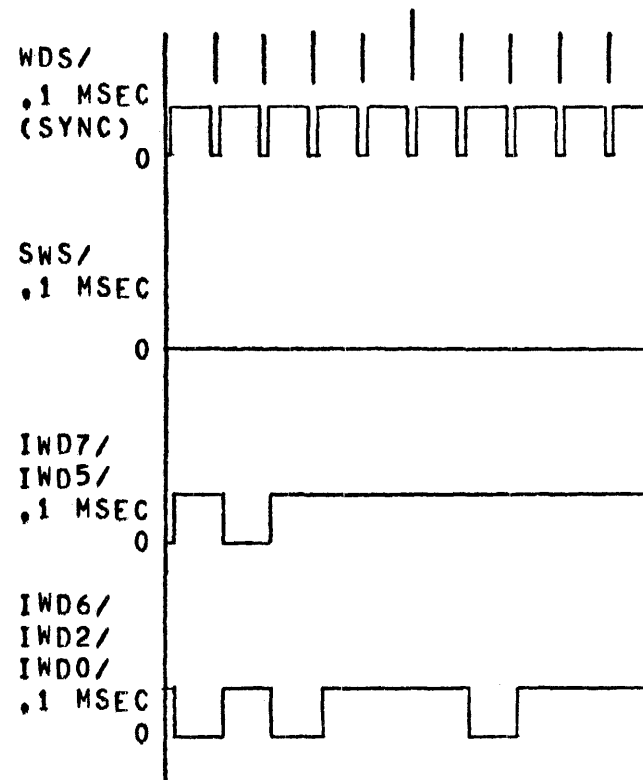 WDS/
.1 MSEC
(SYNC)
0
SWS/
.1 MSEC
0
IWD7/
IWD5/
.1 MSEC
0
IWD6/
IWD2/
IWD0/
.1 MSEC
0